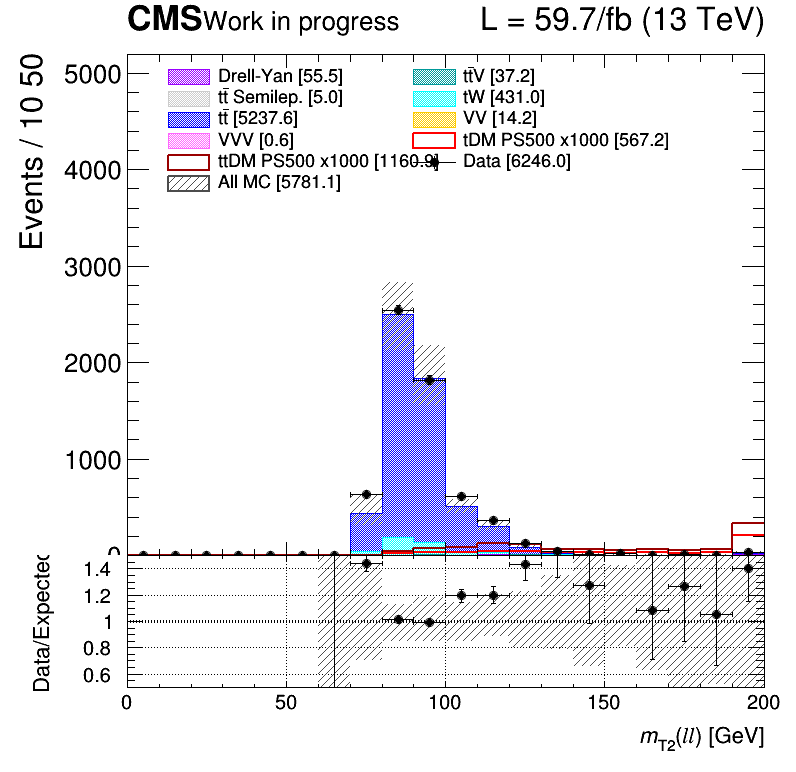 CMS Work in progress L = 59.7/fb (13 TeV)
Events / 10 50
5000
4000
3000
2000
1000
0
Drell-Yan [55.5] tt̄V [37.2]
tt̄ Semilep. [5.0] tW [431.0]
tt̄ [5237.6] VV [14.2]
VVV [0.6] tDM PS500 x1000 [567.2]
ttDM PS500 x1000 [1160.9] Data [6246.0]
All MC [5781.1]
Data/Expected
1.4
1.2
1
0.8
0.6
0 50 100 150 200
m_T2(ll) [GeV]